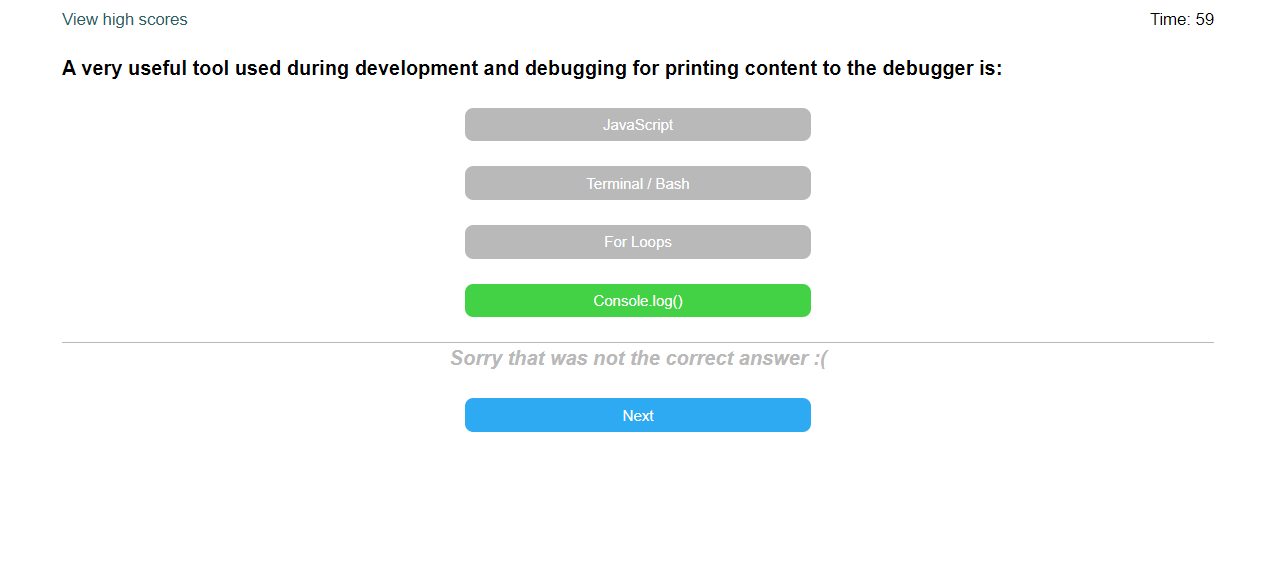 View high scores
Time: 59
A very useful tool used during development and debugging for printing content to the debugger is:
JavaScript
Terminal / Bash
For Loops
Console.log()
Sorry that was not the correct answer :(
Next